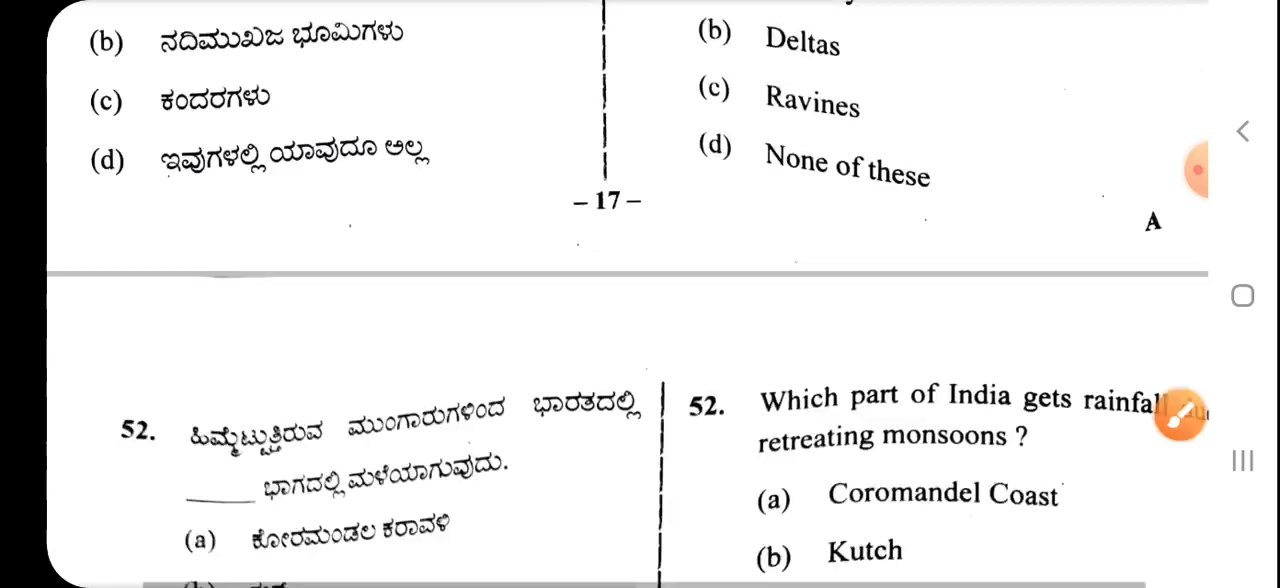 (b) ನದಿಮುಖಜ ಭೂಮಿಗಳು
(c) ಕಂದರಗಳು
(d) ಇವುಗಳಲ್ಲಿ ಯಾವುದೂ ಅಲ್ಲ
(b) Deltas
(c) Ravines
(d) None of these
– 17 –
A
52. ಹಿಮ್ಮೆಟ್ಟುತ್ತಿರುವ ಮುಂಗಾರುಗಳಿಂದ ಭಾರತದಲ್ಲಿ
______ ಭಾಗದಲ್ಲಿ ಮಳೆಯಾಗುವುದು.
(a) ಕೋರಮಂಡಲ ಕರಾವಳಿ
52. Which part of India gets rainfall
retreating monsoons ?
(a) Coromandel Coast
(b) Kutch